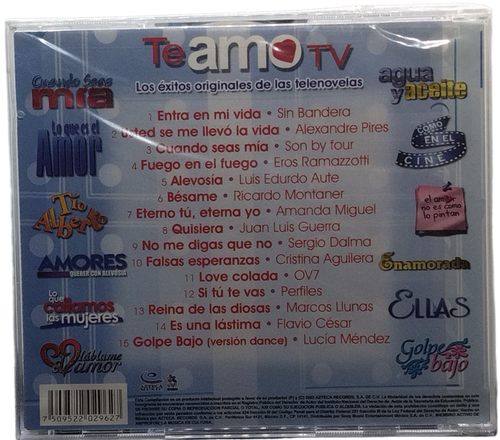 Te amo TV
Los éxitos originales de las telenovelas
Cuando Seas
mía
Lo que es el
Amor
Tío
Alberto
AMORES
QUERER CON ALEVOSÍA
Lo que
callamos
las
mujeres
Háblame
de amor
1 Entra en mi vida • Sin Bandera
2 Usted se me llevó la vida • Alexandre Pires
3 Cuando seas mía • Son by four
4 Fuego en el fuego • Eros Ramazzotti
5 Alevosía • Luis Edurdo Aute
6 Bésame • Ricardo Montaner
7 Eterno tú, eterna yo • Amanda Miguel
8 Quisiera • Juan Luis Guerra
9 No me digas que no • Sergio Dalma
10 Falsas esperanzas • Cristina Aguilera
11 Love colada • OV7
12 Si tú te vas • Perfiles
13 Reina de las diosas • Marcos Llunas
14 Es una lástima • Flavio César
15 Golpe Bajo (versión dance) • Lucía Méndez
agua
y aceite
COMO
EN EL
CINE
el amor
no es como
lo pintan
Enamorada
ELLAS
Golpe
bajo
7 509522 029627